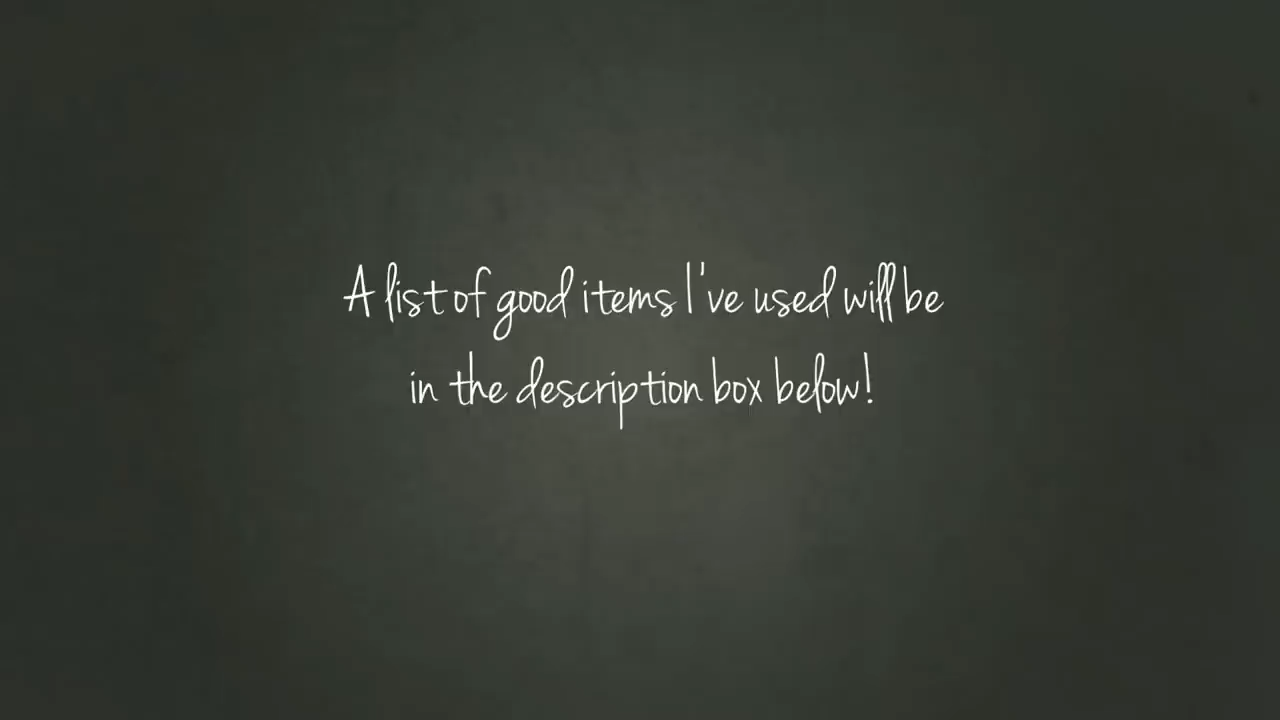 A list of good items I've used will be
in the description box below!